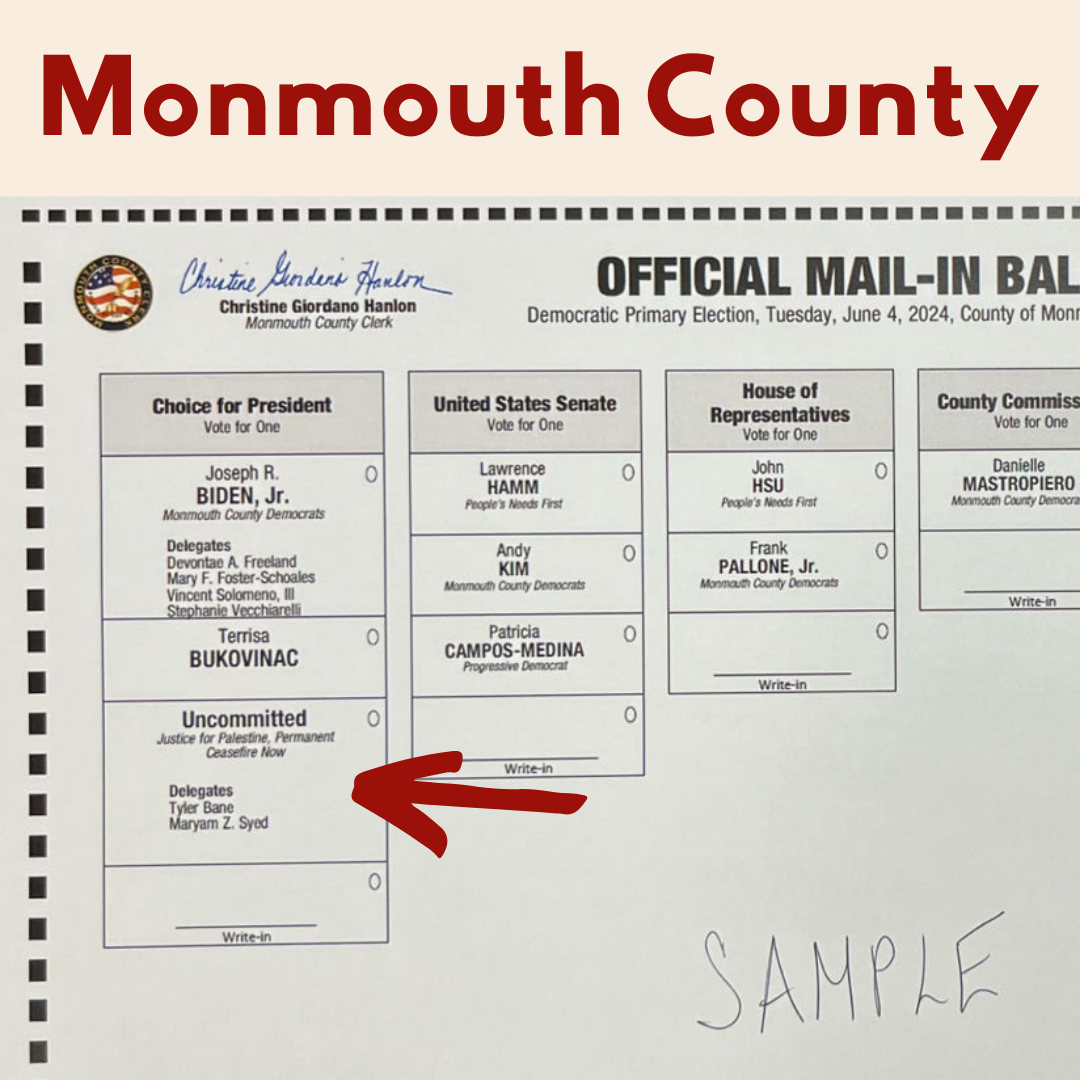 Monmouth County
MONMOUTH COUNTY
CLERK
Christine Giordano Hanlon
Christine Giordano Hanlon
Monmouth County Clerk
OFFICIAL MAIL-IN BAL
Democratic Primary Election, Tuesday, June 4, 2024, County of Monr
Choice for President
Vote for One
Joseph R.
BIDEN, Jr.
Monmouth County Democrats
Delegates
Devontae A. Freeland
Mary F. Foster-Schoales
Vincent Solomeno, III
Stephanie Vecchiarelli
Terrisa
BUKOVINAC
Uncommitted
Justice for Palestine, Permanent
Ceasefire Now
Delegates
Tyler Bane
Maryam Z. Syed
Write-in
United States Senate
Vote for One
Lawrence
HAMM
People's Needs First
Andy
KIM
Monmouth County Democrats
Patricia
CAMPOS-MEDINA
Progressive Democrat
Write-in
House of
Representatives
Vote for One
John
HSU
People's Needs First
Frank
PALLONE, Jr.
Monmouth County Democrats
Write-in
County Commiss
Vote for One
Danielle
MASTROPIERO
Monmouth County Democra
Write-in
SAMPLE